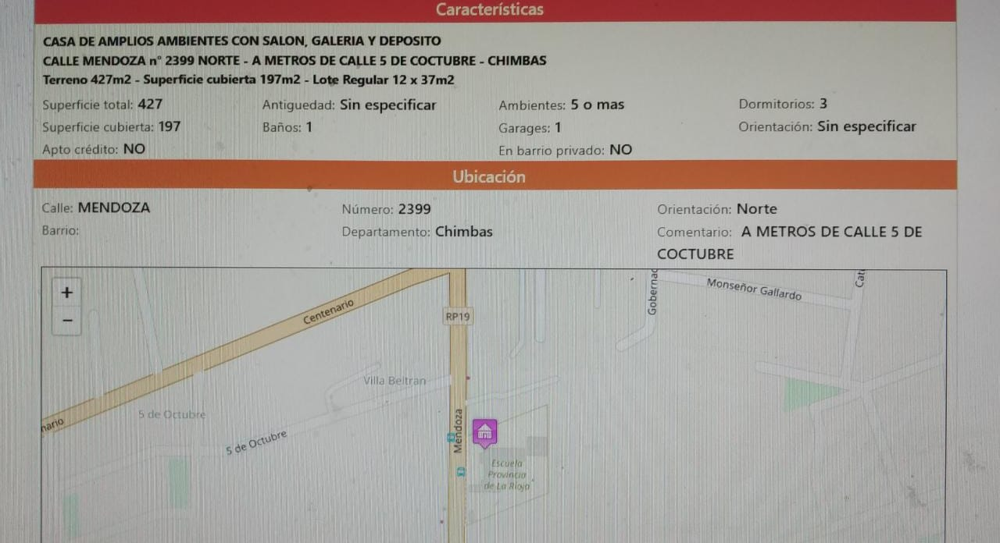 Características
CASA DE AMPLIOS AMBIENTES CON SALON, GALERIA Y DEPOSITO
CALLE MENDOZA n° 2399 NORTE - A METROS DE CALLE 5 DE COCTUBRE - CHIMBAS
Terreno 427m2 - Superficie cubierta 197m2 - Lote Regular 12 x 37m2
Superficie total: 427 Antiguedad: Sin especificar Ambientes: 5 o mas Dormitorios: 3
Superficie cubierta: 197 Baños: 1 Garages: 1 Orientación: Sin especificar
Apto crédito: NO En barrio privado: NO
Ubicación
Calle: MENDOZA Número: 2399 Orientación: Norte
Barrio: Departamento: Chimbas Comentario: A METROS DE CALLE 5 DE
COCTUBRE
+
−
Centenario
RP19
Gobernac
Monseñor Gallardo
Cat
Villa Beltran
5 de Octubre
nario
5 de Octubre
Mendoza
Escuela
Provincia
de La Rioja